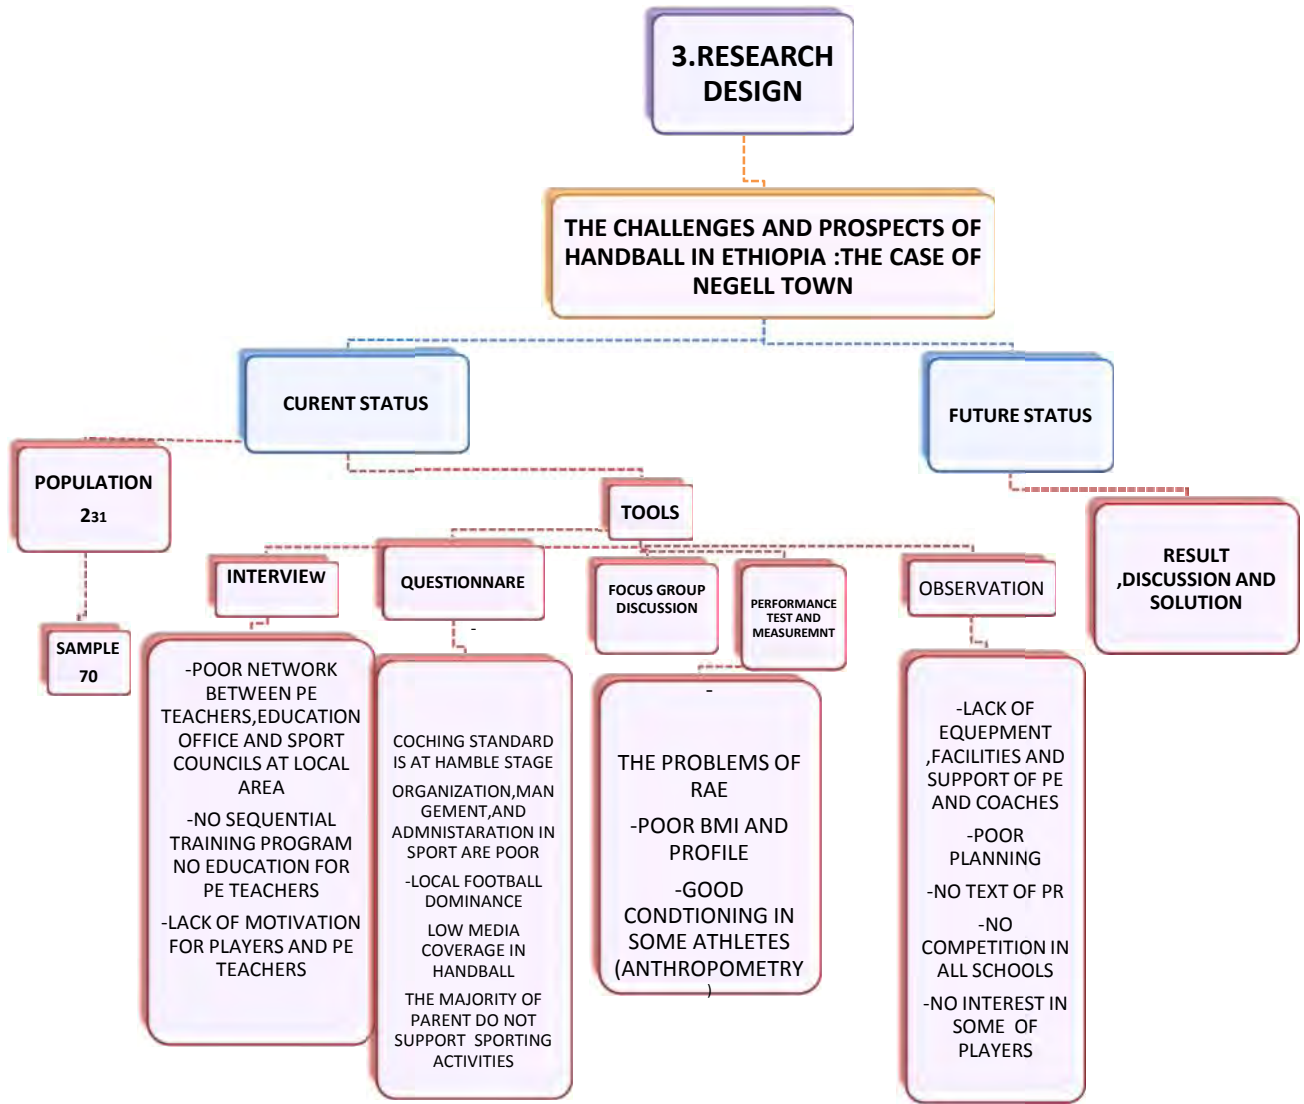 3.RESEARCH
DESIGN
THE CHALLENGES AND PROSPECTS OF
HANDBALL IN ETHIOPIA :THE CASE OF
NEGELL TOWN
CURENT STATUS
FUTURE STATUS
POPULATION
231
SAMPLE
70
TOOLS
INTERVIEW
-POOR NETWORK
BETWEEN PE
TEACHERS,EDUCATION
OFFICE AND SPORT
COUNCILS AT LOCAL
AREA
-NO SEQUENTIAL
TRAINING PROGRAM
NO EDUCATION FOR
PE TEACHERS
-LACK OF MOTIVATION
FOR PLAYERS AND PE
TEACHERS
QUESTIONNARE
-
COCHING STANDARD
IS AT HAMBLE STAGE
ORGANIZATION,MAN
GEMENT,AND
ADMNISTARATION IN
SPORT ARE POOR
-LOCAL FOOTBALL
DOMINANCE
LOW MEDIA
COVERAGE IN
HANDBALL
THE MAJORITY OF
PARENT DO NOT
SUPPORT SPORTING
ACTIVITIES
FOCUS GROUP
DISCUSSION
PERFORMANCE
TEST AND
MEASUREMNT
-
THE PROBLEMS OF
RAE
-POOR BMI AND
PROFILE
-GOOD
CONDTIONING IN
SOME ATHLETES
(ANTHROPOMETRY
)
OBSERVATION
-LACK OF
EQUEPMENT
,FACILITIES AND
SUPPORT OF PE
AND COACHES
-POOR
PLANNING
-NO TEXT OF PR
-NO
COMPETITION IN
ALL SCHOOLS
-NO INTEREST IN
SOME OF
PLAYERS
RESULT
,DISCUSSION AND
SOLUTION